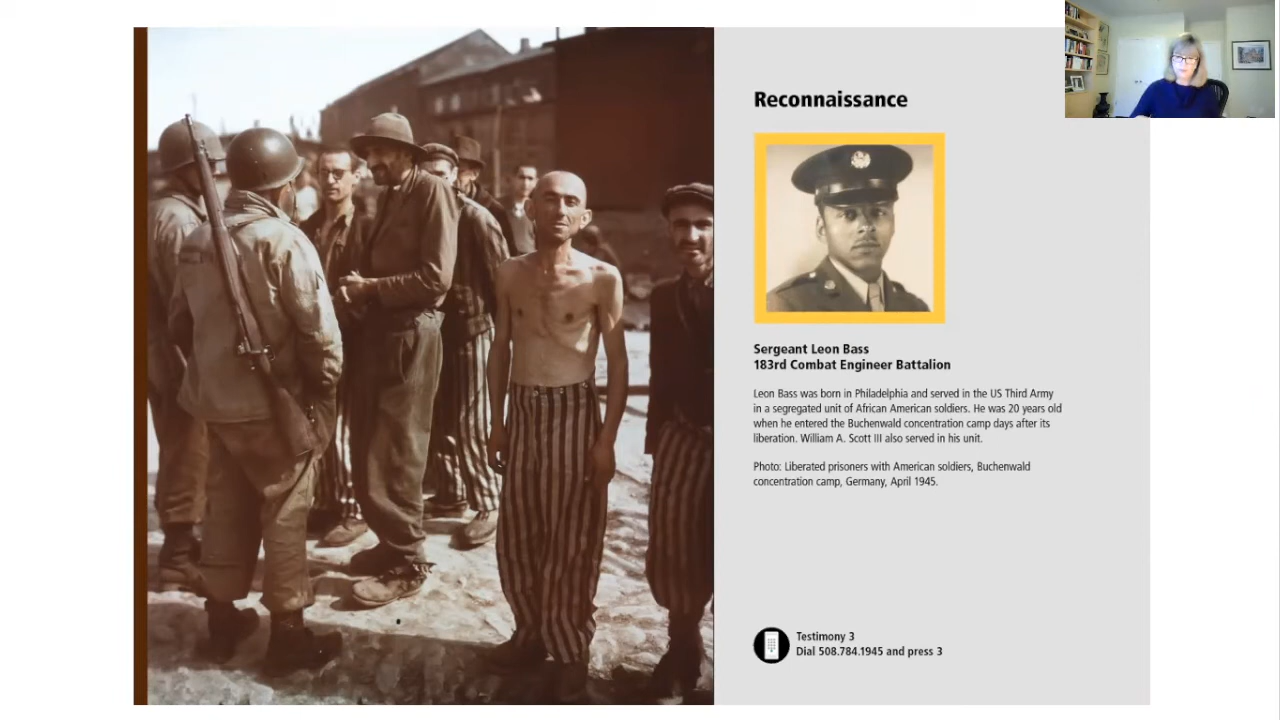 Reconnaissance
Sergeant Leon Bass
183rd Combat Engineer Battalion
Leon Bass was born in Philadelphia and served in the US Third Army
in a segregated unit of African American soldiers. He was 20 years old
when he entered the Buchenwald concentration camp days after its
liberation. William A. Scott III also served in his unit.
Photo: Liberated prisoners with American soldiers, Buchenwald
concentration camp, Germany, April 1945.
Testimony 3
Dial 508.784.1945 and press 3